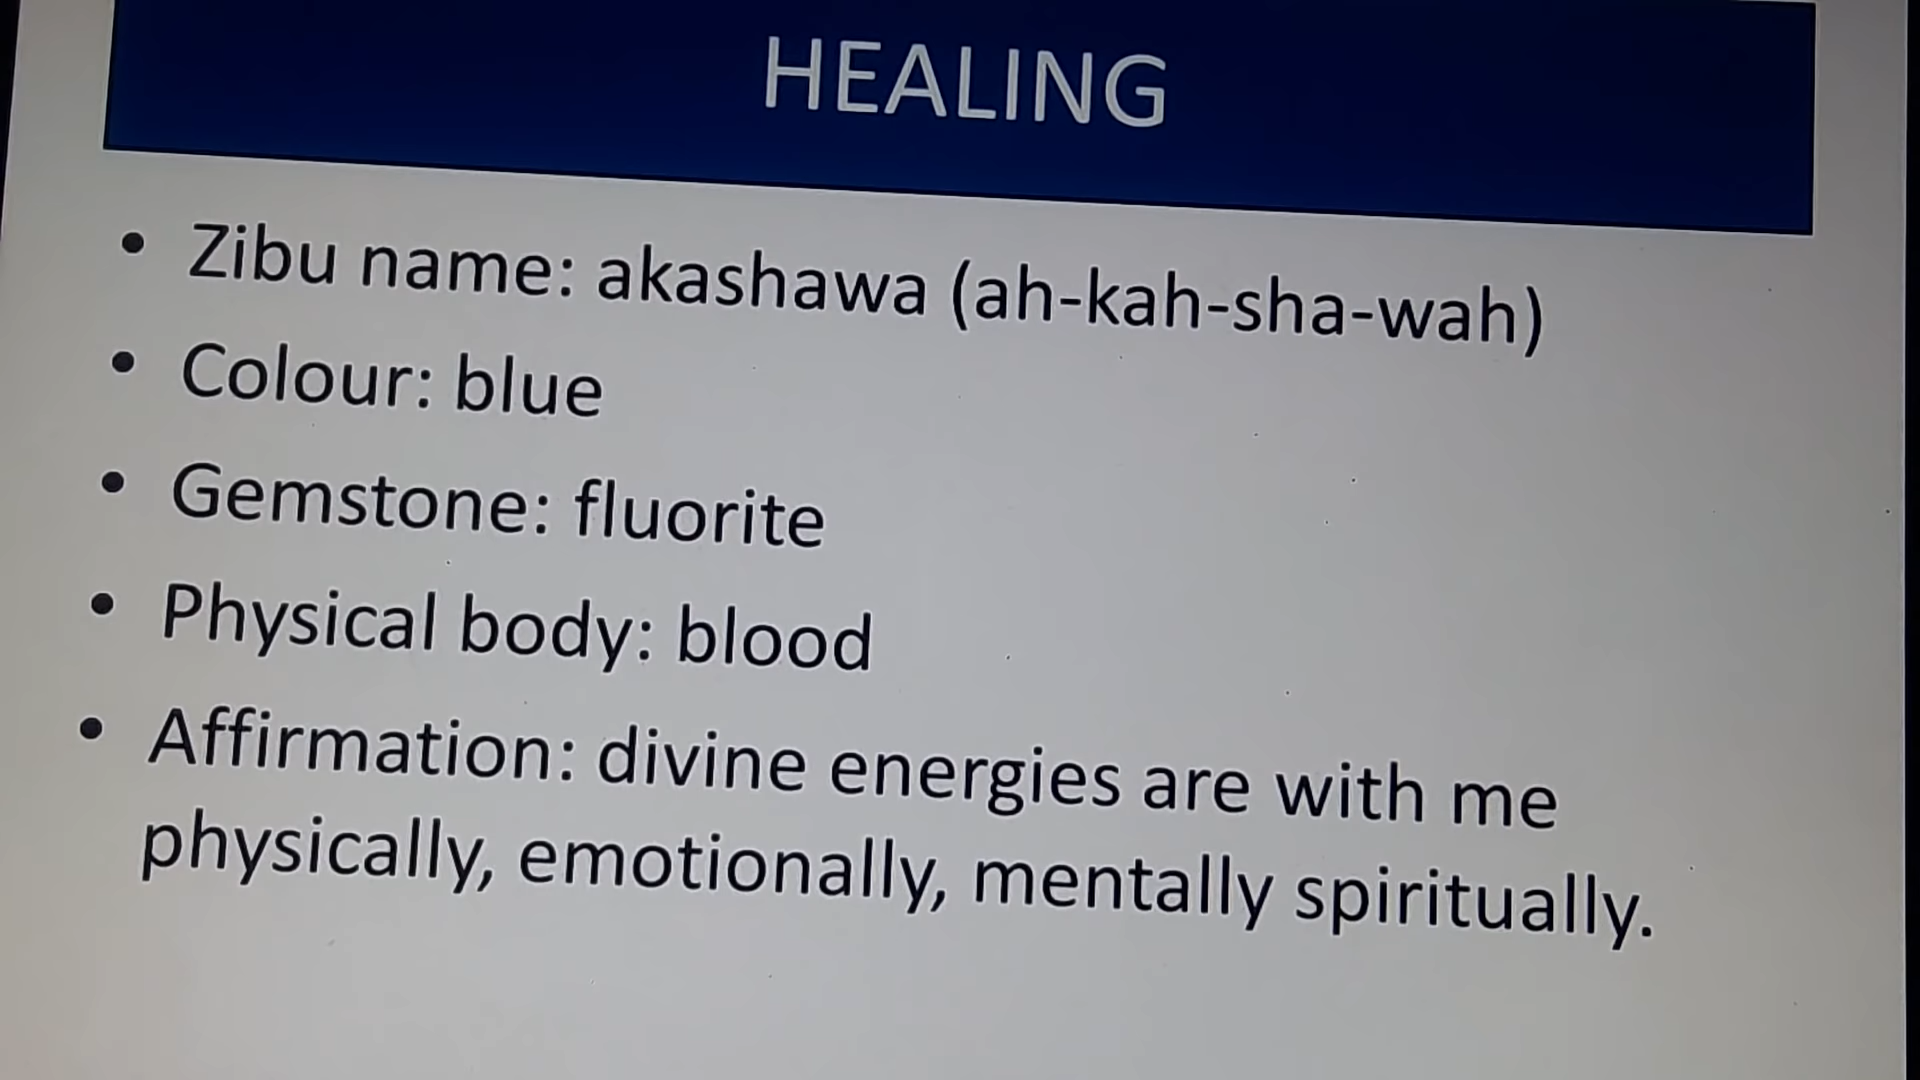 HEALING
• Zibu name: akashawa (ah-kah-sha-wah)
• Colour: blue
• Gemstone: fluorite
• Physical body: blood
• Affirmation: divine energies are with me
physically, emotionally, mentally spiritually.